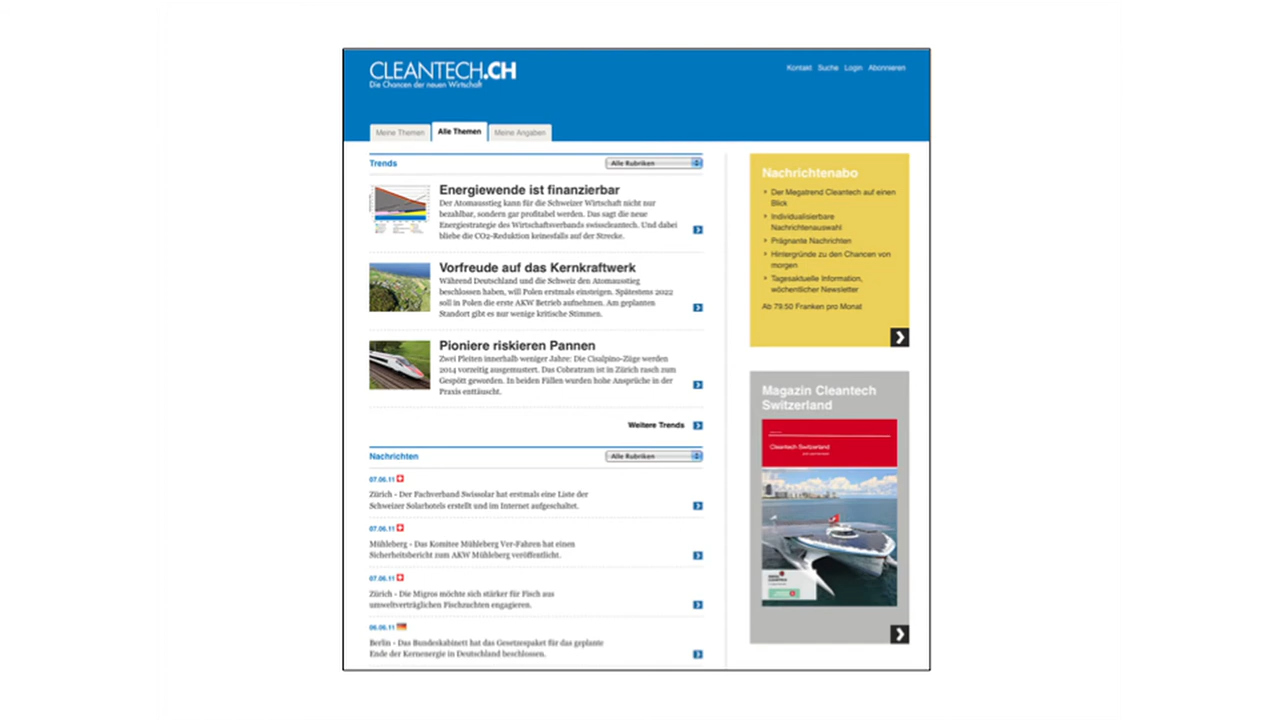 CLEANTECH.CH
Die Chancen der neuen Wirtschaft
Kontakt Suche Login Abonnieren
Meine Themen Alle Themen Meine Angaben
Trends
Alle Rubriken
Energiewende ist finanzierbar
Der Atomausstieg kann für die Schweizer Wirtschaft nicht nur
bezahlbar, sondern gar profitabel werden. Das sagt die neue
Energiestrategie des Wirtschaftsverbands swisscleantech. Und dabei
bliebe die CO2-Reduktion keinesfalls auf der Strecke.
Vorfreude auf das Kernkraftwerk
Während Deutschland und die Schweiz den Atomausstieg
beschlossen haben, will Polen erstmals einsteigen. Spätestens 2022
soll in Polen die erste AKW Betrieb aufnehmen. Am geplanten
Standort gibt es nur wenige kritische Stimmen.
Pioniere riskieren Pannen
Zwei Pleiten innerhalb weniger Jahre: Die Cisalpino-Züge werden
2014 vorzeitig ausgemustert. Das Cobratram ist in Zürich rasch zum
Gespött geworden. In beiden Fällen wurden hohe Ansprüche in der
Praxis enttäuscht.
Weitere Trends
Nachrichten
Alle Rubriken
07.06.11
Zürich - Der Fachverband Swissolar hat erstmals eine Liste der
Schweizer Solarhotels erstellt und im Internet aufgeschaltet.
07.06.11
Mühleberg - Das Komitee Mühleberg Ver-Fahren hat einen
Sicherheitsbericht zum AKW Mühleberg veröffentlicht.
07.06.11
Zürich - Die Migros möchte sich stärker für Fisch aus
umweltverträglichen Fischzuchten engagieren.
06.06.11
Berlin - Das Bundeskabinett hat das Gesetzespaket für das geplante
Ende der Kernenergie in Deutschland beschlossen.
Nachrichtenabo
Der Megatrend Cleantech auf einen
Blick
Individualisierbare
Nachrichtenauswahl
Prägnante Nachrichten
Hintergründe zu den Chancen von
morgen
Tagesaktuelle Information,
wöchentlicher Newsletter
Ab 79.50 Franken pro Monat
Magazin Cleantech
Switzerland
Cleantech Switzerland